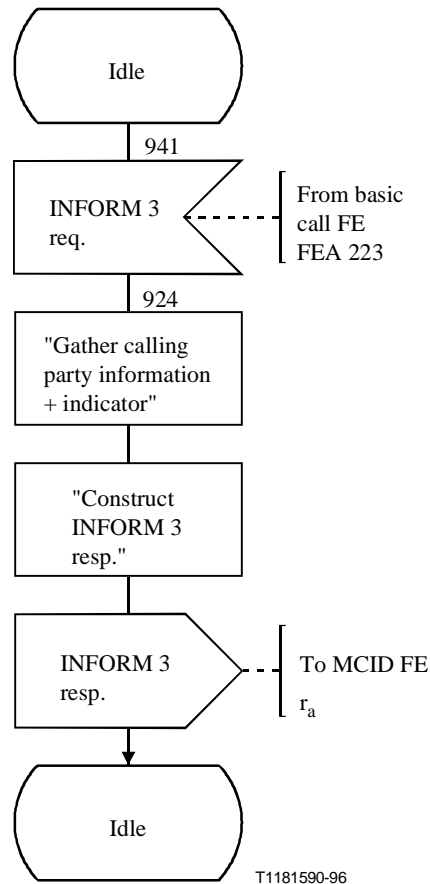 Idle
941
INFORM 3
req.
From basic
call FE
FEA 223
924
"Gather calling
party information
+ indicator"
"Construct
INFORM 3
resp."
INFORM 3
resp.
To MCID FE
ra
Idle
T1181590-96